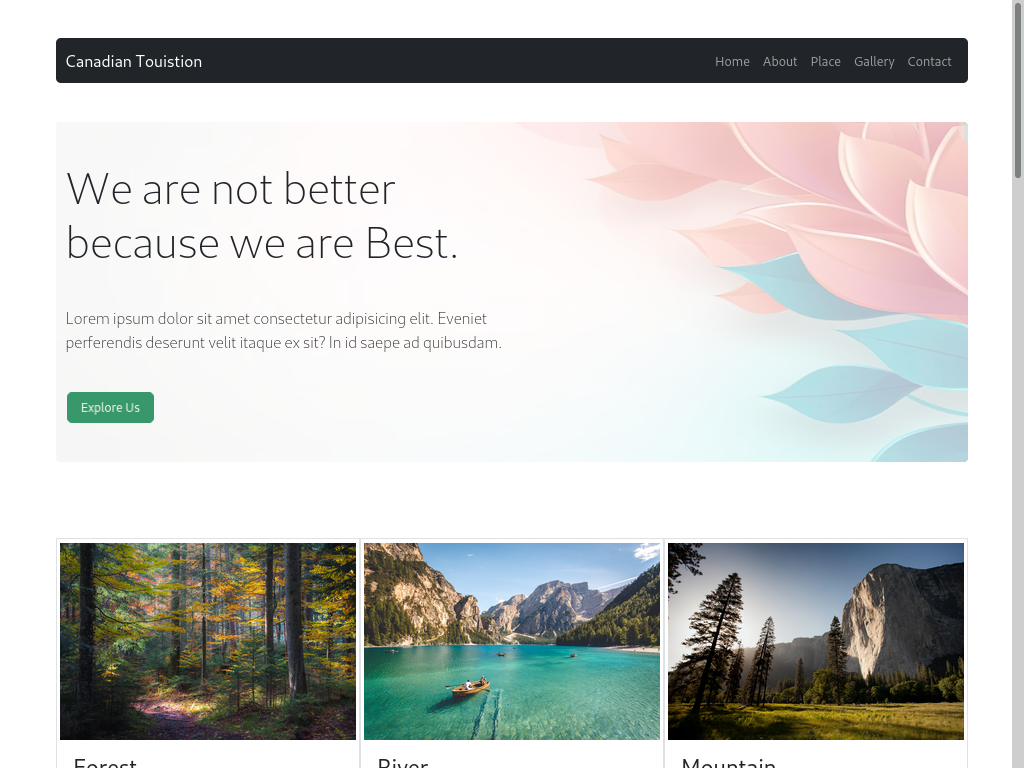 Canadian Touistion
Home About Place Gallery Contact
We are not better
because we are Best.
Lorem ipsum dolor sit amet consectetur adipisicing elit. Eveniet
perferendis deserunt velit itaque ex sit? In id saepe ad quibusdam.
Explore Us
Forest River Mountain